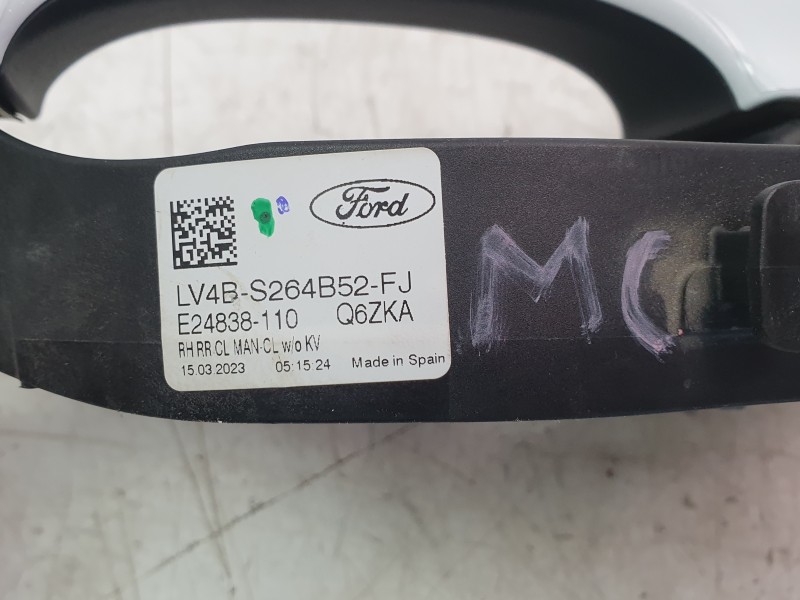 Ford
LV4B-S264B52-FJ
E24838-110 Q6ZKA
RH RR CL MAN-CL w/o KV
15.03.2023 05:15:24 Made in Spain
MC